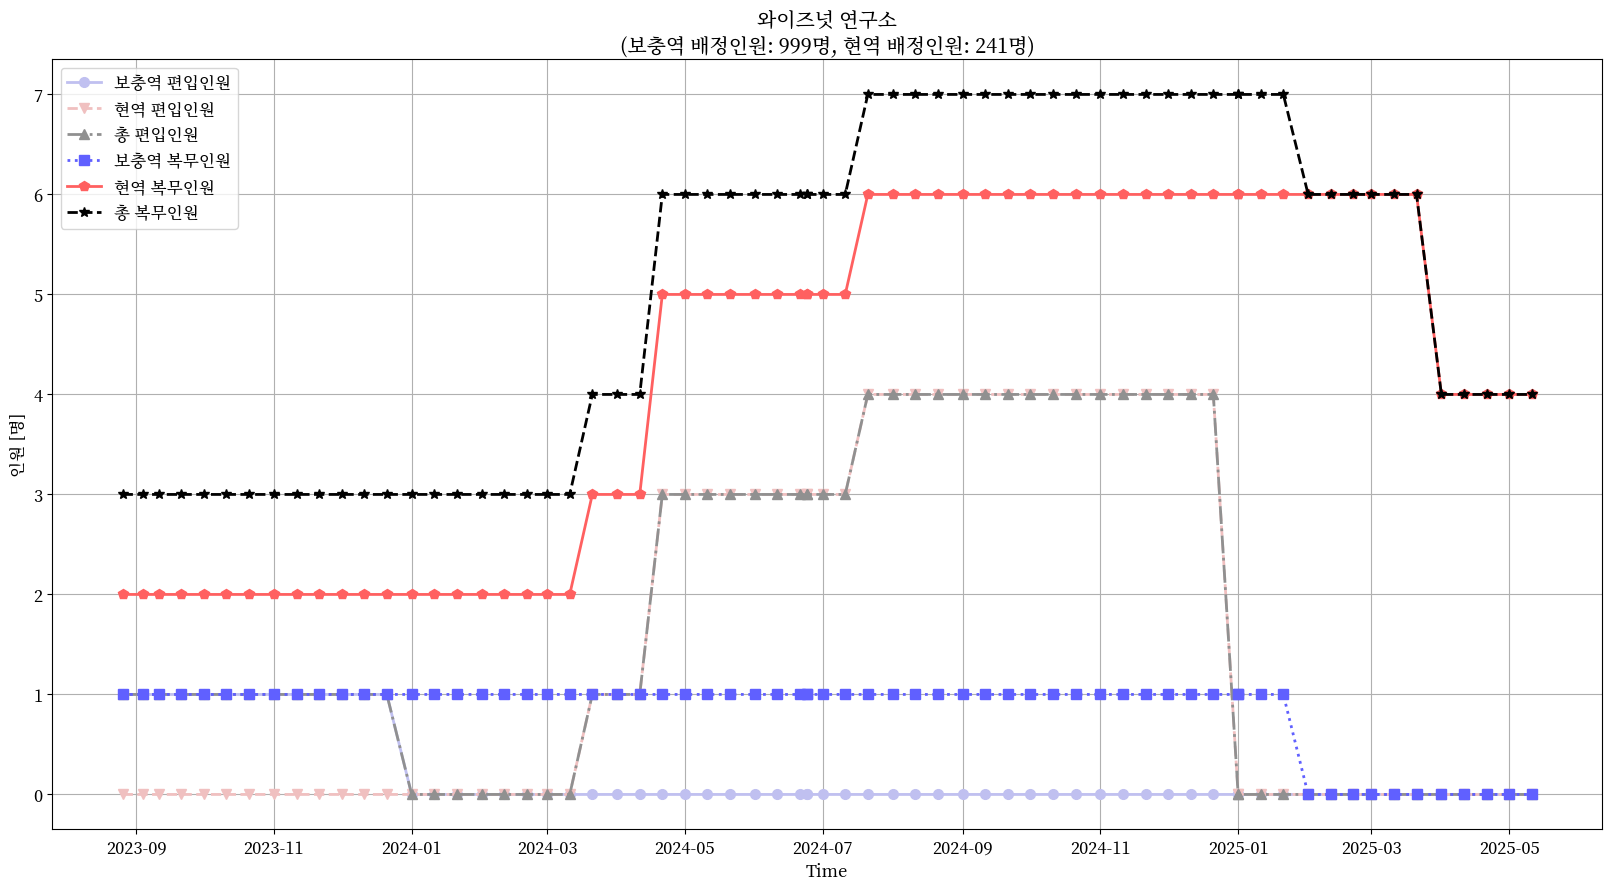 와이즈넛 연구소
(보충역 배정인원: 999명, 현역 배정인원: 241명)
보충역 편입인원
현역 편입인원
총 편입인원
보충역 복무인원
현역 복무인원
총 복무인원
인원 [명]
7
6
5
4
3
2
1
0
2023-09
2023-11
2024-01
2024-03
2024-05
2024-07
2024-09
2024-11
2025-01
2025-03
2025-05
Time